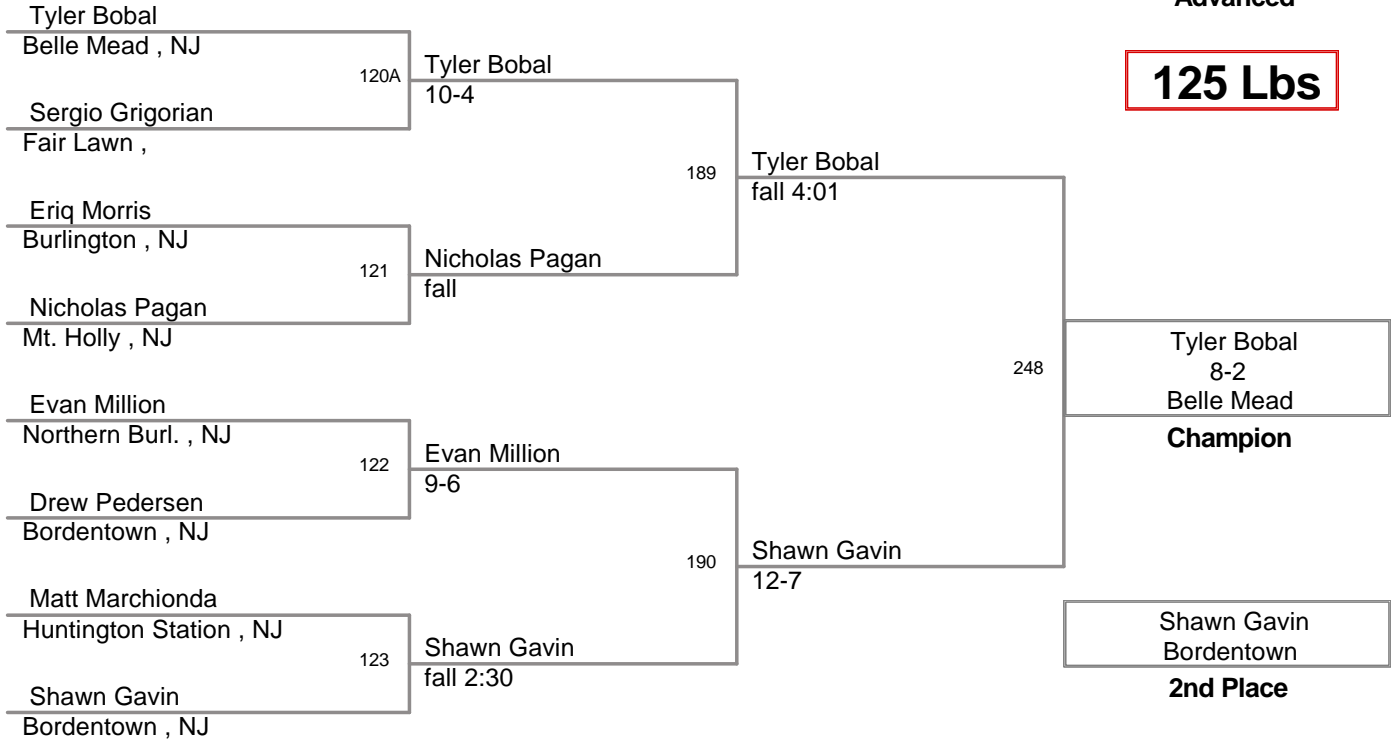 Advanced
125 Lbs
Tyler Bobal
Belle Mead , NJ
120A
Sergio Grigorian
Fair Lawn ,
Tyler Bobal
10-4
Eriq Morris
Burlington , NJ
121
Nicholas Pagan
Mt. Holly , NJ
Nicholas Pagan
fall
189
Tyler Bobal
fall 4:01
Evan Million
Northern Burl. , NJ
122
Drew Pedersen
Bordentown , NJ
Evan Million
9-6
Matt Marchionda
Huntington Station , NJ
123
Shawn Gavin
Bordentown , NJ
Shawn Gavin
fall 2:30
190
Shawn Gavin
12-7
248
Tyler Bobal
8-2
Belle Mead
Champion
Shawn Gavin
Bordentown
2nd Place